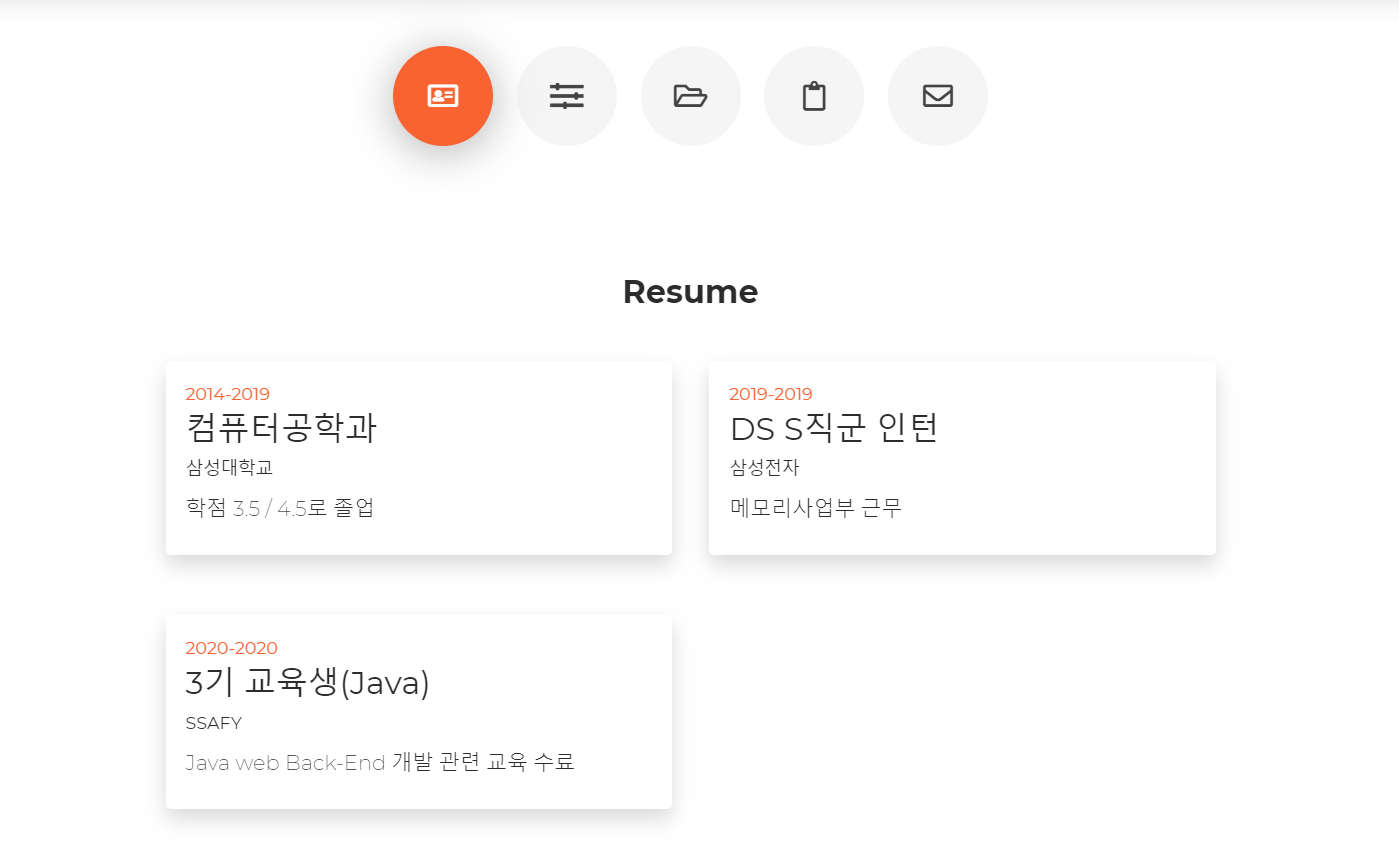 Resume
2014-2019
컴퓨터공학과
삼성대학교
학점 3.5 / 4.5로 졸업
2019-2019
DS S직군 인턴
삼성전자
메모리사업부 근무
2020-2020
3기 교육생(Java)
SSAFY
Java web Back-End 개발 관련 교육 수료